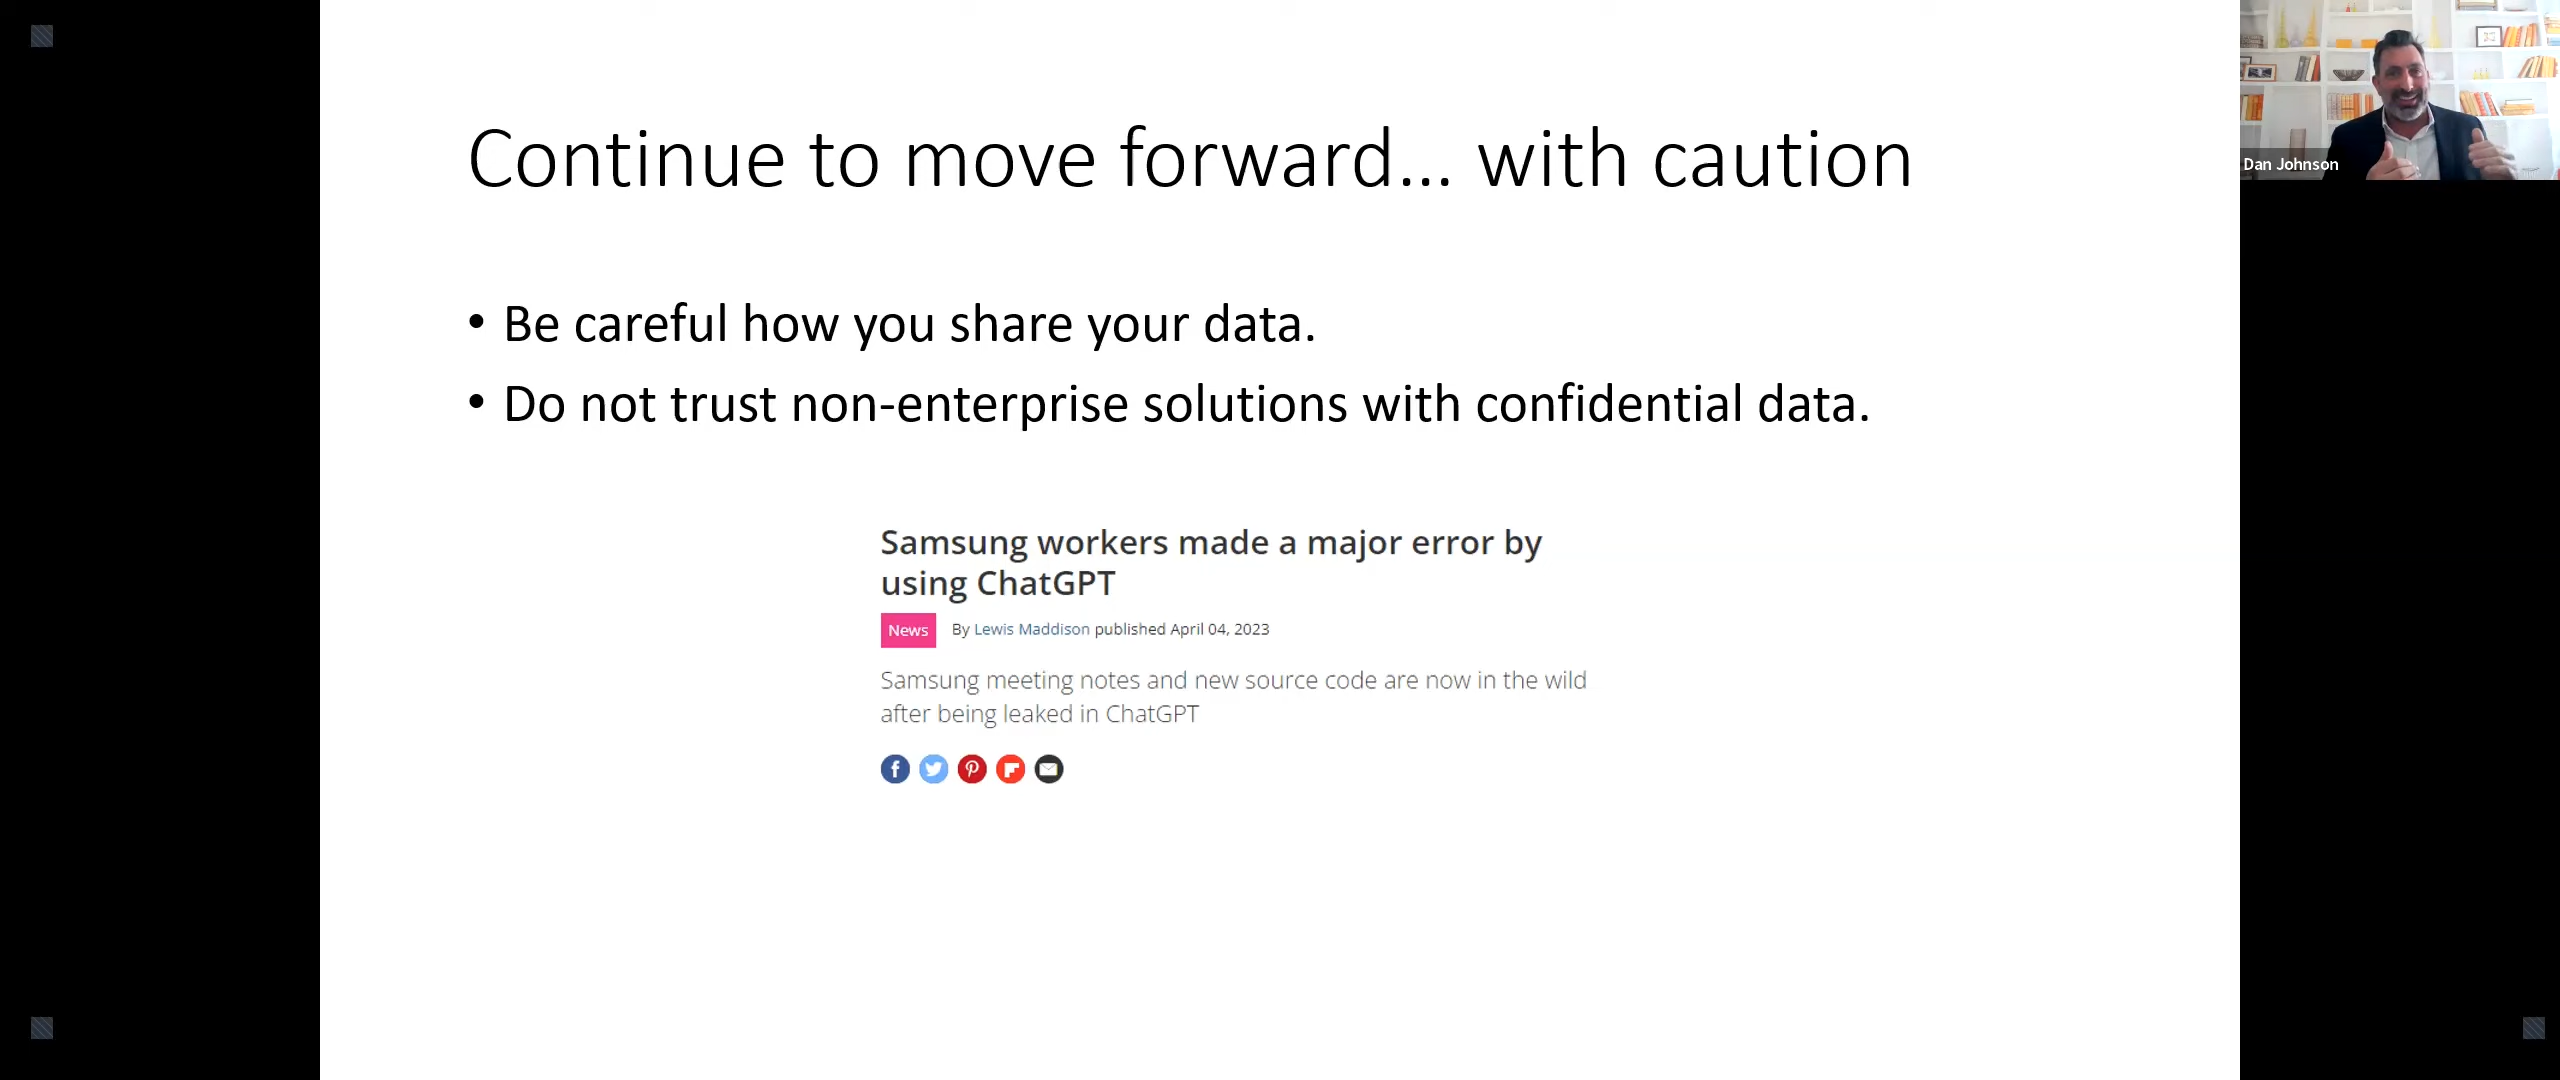 Continue to move forward... with caution
• Be careful how you share your data.
• Do not trust non-enterprise solutions with confidential data.
Samsung workers made a major error by
using ChatGPT
News By Lewis Maddison published April 04, 2023
Samsung meeting notes and new source code are now in the wild
after being leaked in ChatGPT
Dan Johnson